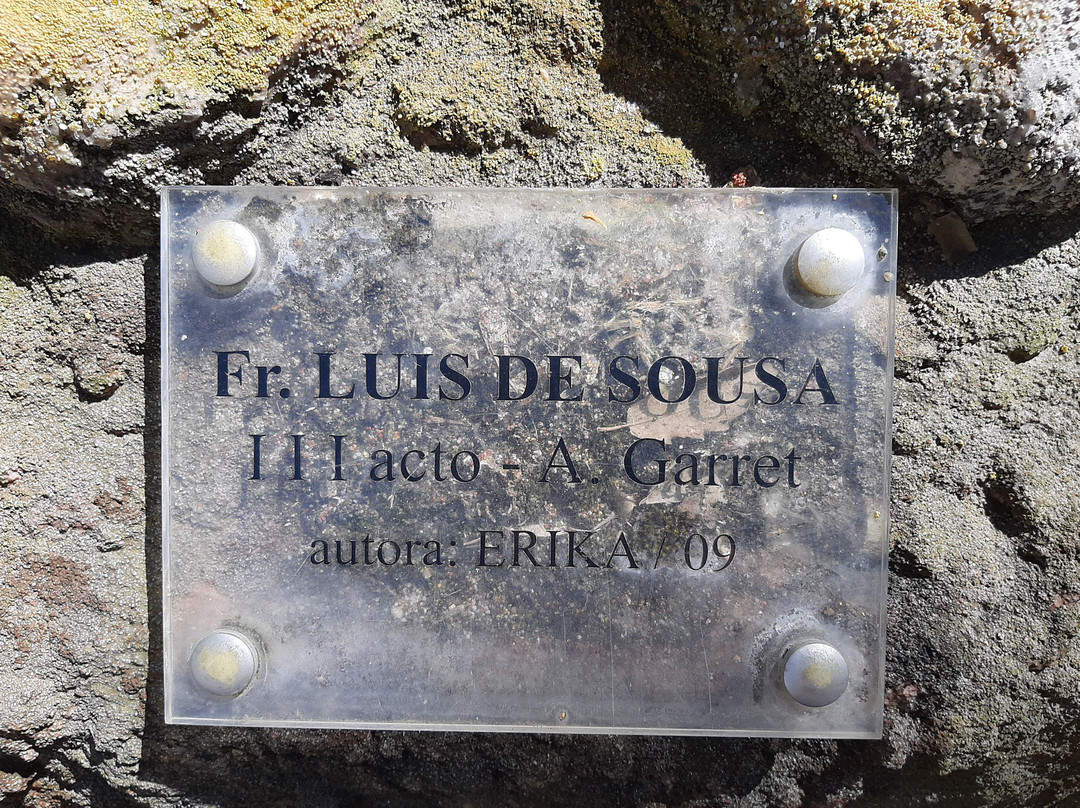 Fr. LUIS DE SOUSA
I I I acto - A. Garret
autora: ERIKA / 09